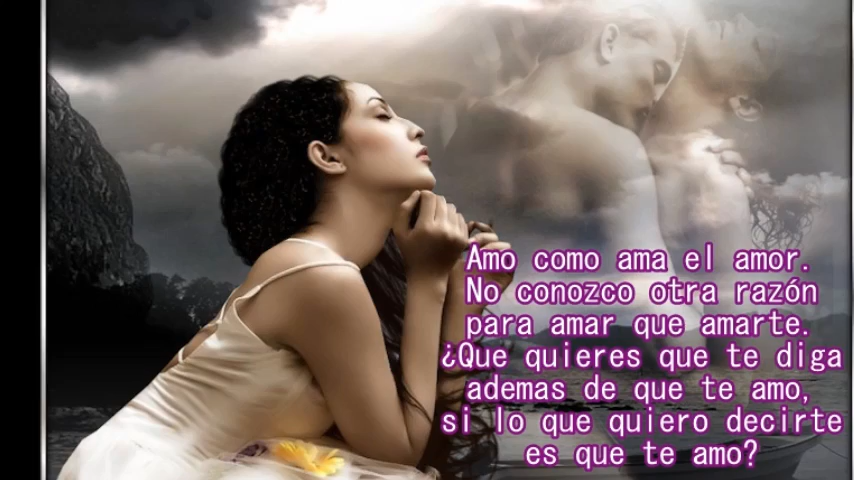 Amo como ama el amor.
No conozco otra razón
para amar que amarte.
¿Que quieres que te diga
ademas de que te amo,
si lo que quiero decirte
es que te amo?